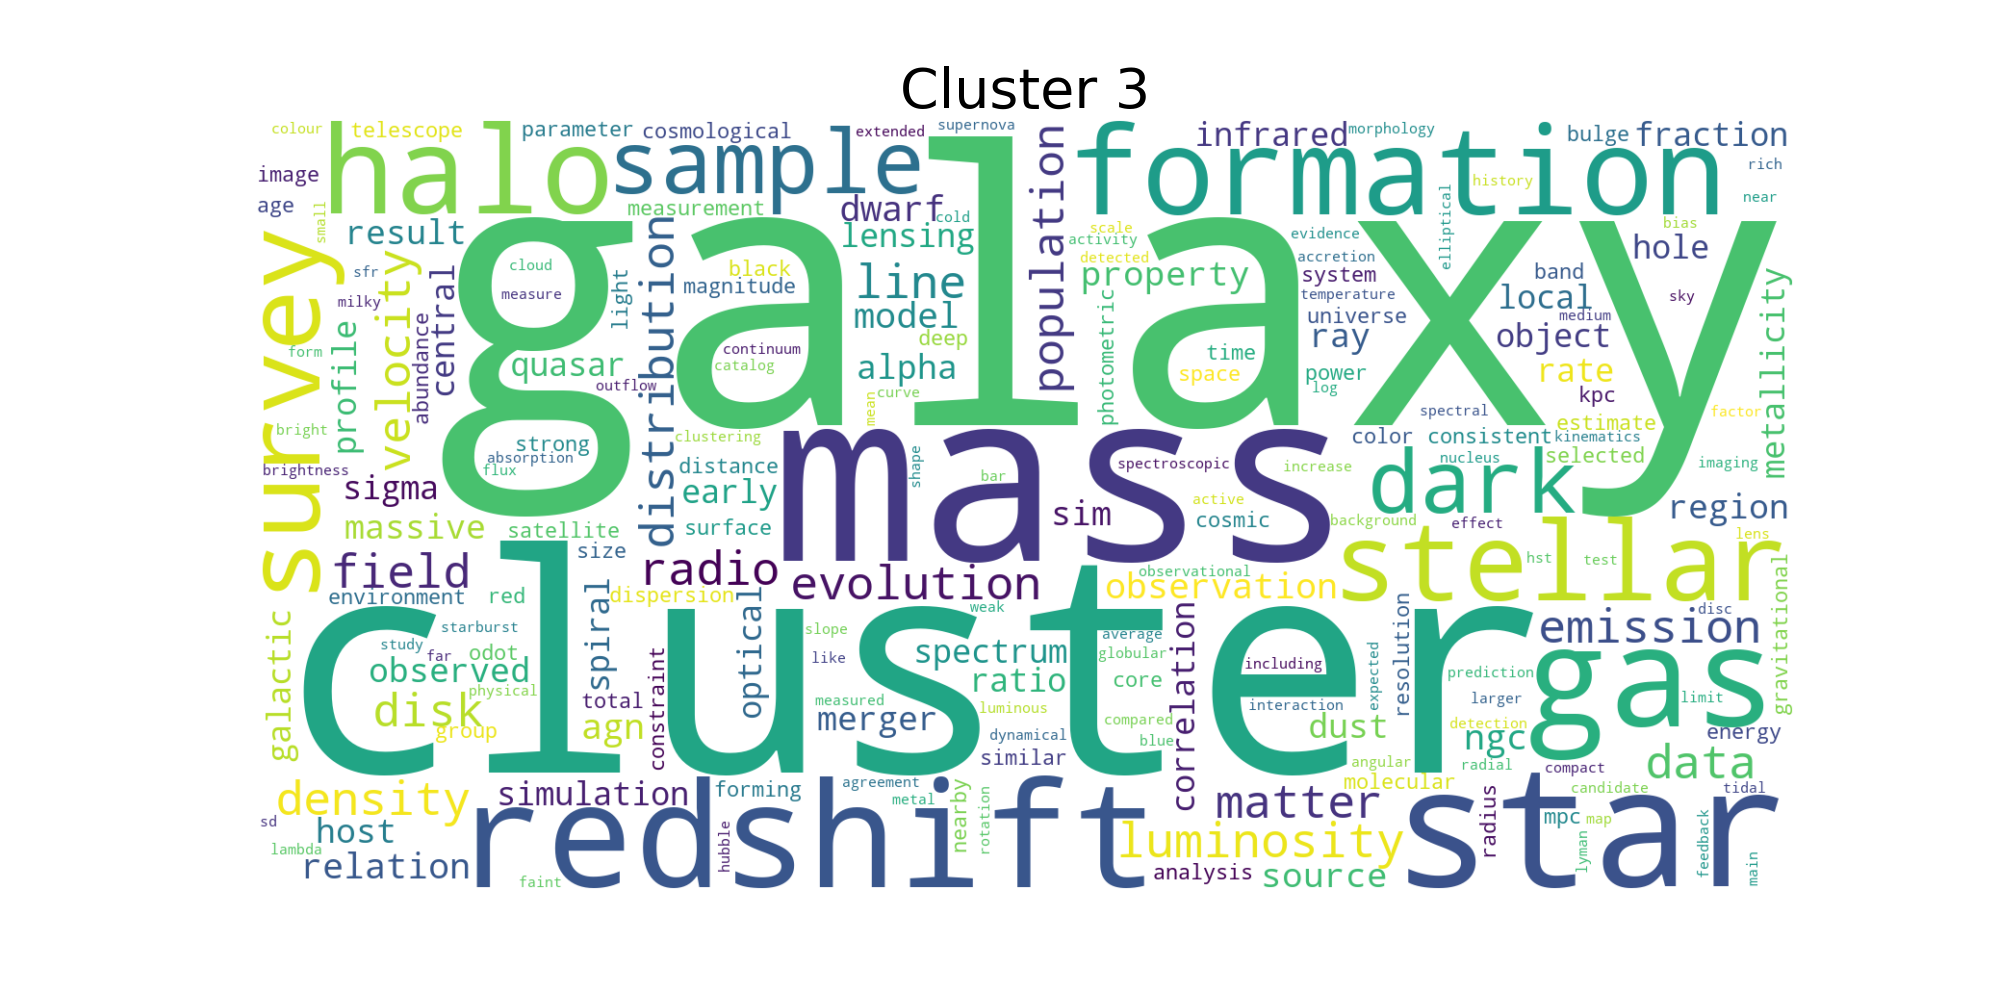 Cluster 3
colour
telescope
parameter
cosmological
extended
supernova
infrared
morphology
bulge
fraction
halo
sample
galaxy
population
formation
history
rich
near
image
age
small
measurement
dwarf
cold
result
lensing
scale
activity
detected
evidence
elliptical
accretion
bias
hole
survey
sfr
milky
velocity
central
cloud
measure
light
distribution
black
magnitude
line
model
deep
property
system
temperature
universe
ray
band
local
medium
object
sky
metallicity
form
profile
abundance
quasar
outflow
continuum
catalog
alpha
curve
mean
photometric
time
space
power
log
rate
kpc
spectral
estimate
factor
bright
brightness
strong
absorption
flux
clustering
distance
early
mass
shape
bar
spectroscopic
increase
color
consistent
kinematics
nucleus
selected
imaging
dark
sigma
massive
satellite
surface
size
sim
active
cosmic
background
effect
region
lens
stellar
hst
test
gravitational
field
environment
red
radio
dispersion
evolution
observational
observation
optical
weak
galactic
starburst
study
far
odot
observed
physical
disk
group
spiral
cluster
slope
like
average
globular
spectrum
ratio
core
correlation
including
interaction
expected
resolution
disc
emission
prediction
larger
limit
gas
total
agn
constraint
measured
merger
luminous
dynamical
similar
compared
blue
dust
detection
ngc
radial
energy
data
density
simulation
forming
agreement
metal
nearby
rotation
angular
molecular
compact
candidate
tidal
sd
host
lambda
relation
redshift
hubble
faint
matter
luminosity
analysis
source
star
radius
mpc
map
lyman
feedback
main